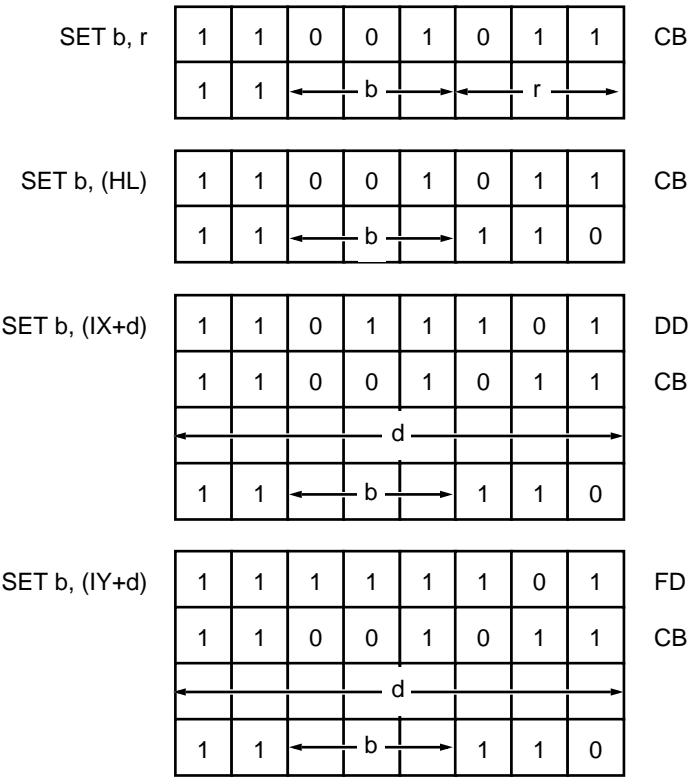 SET b, r 1 1 0 0 1 0 1 1 CB
1 1 b r
SET b, (HL) 1 1 0 0 1 0 1 1 CB
1 1 b 1 1 0
SET b, (IX+d) 1 1 0 1 1 1 0 1 DD
1 1 0 0 1 0 1 1 CB
d
1 1 b 1 1 0
SET b, (IY+d) 1 1 1 1 1 1 0 1 FD
1 1 0 0 1 0 1 1 CB
d
1 1 b 1 1 0